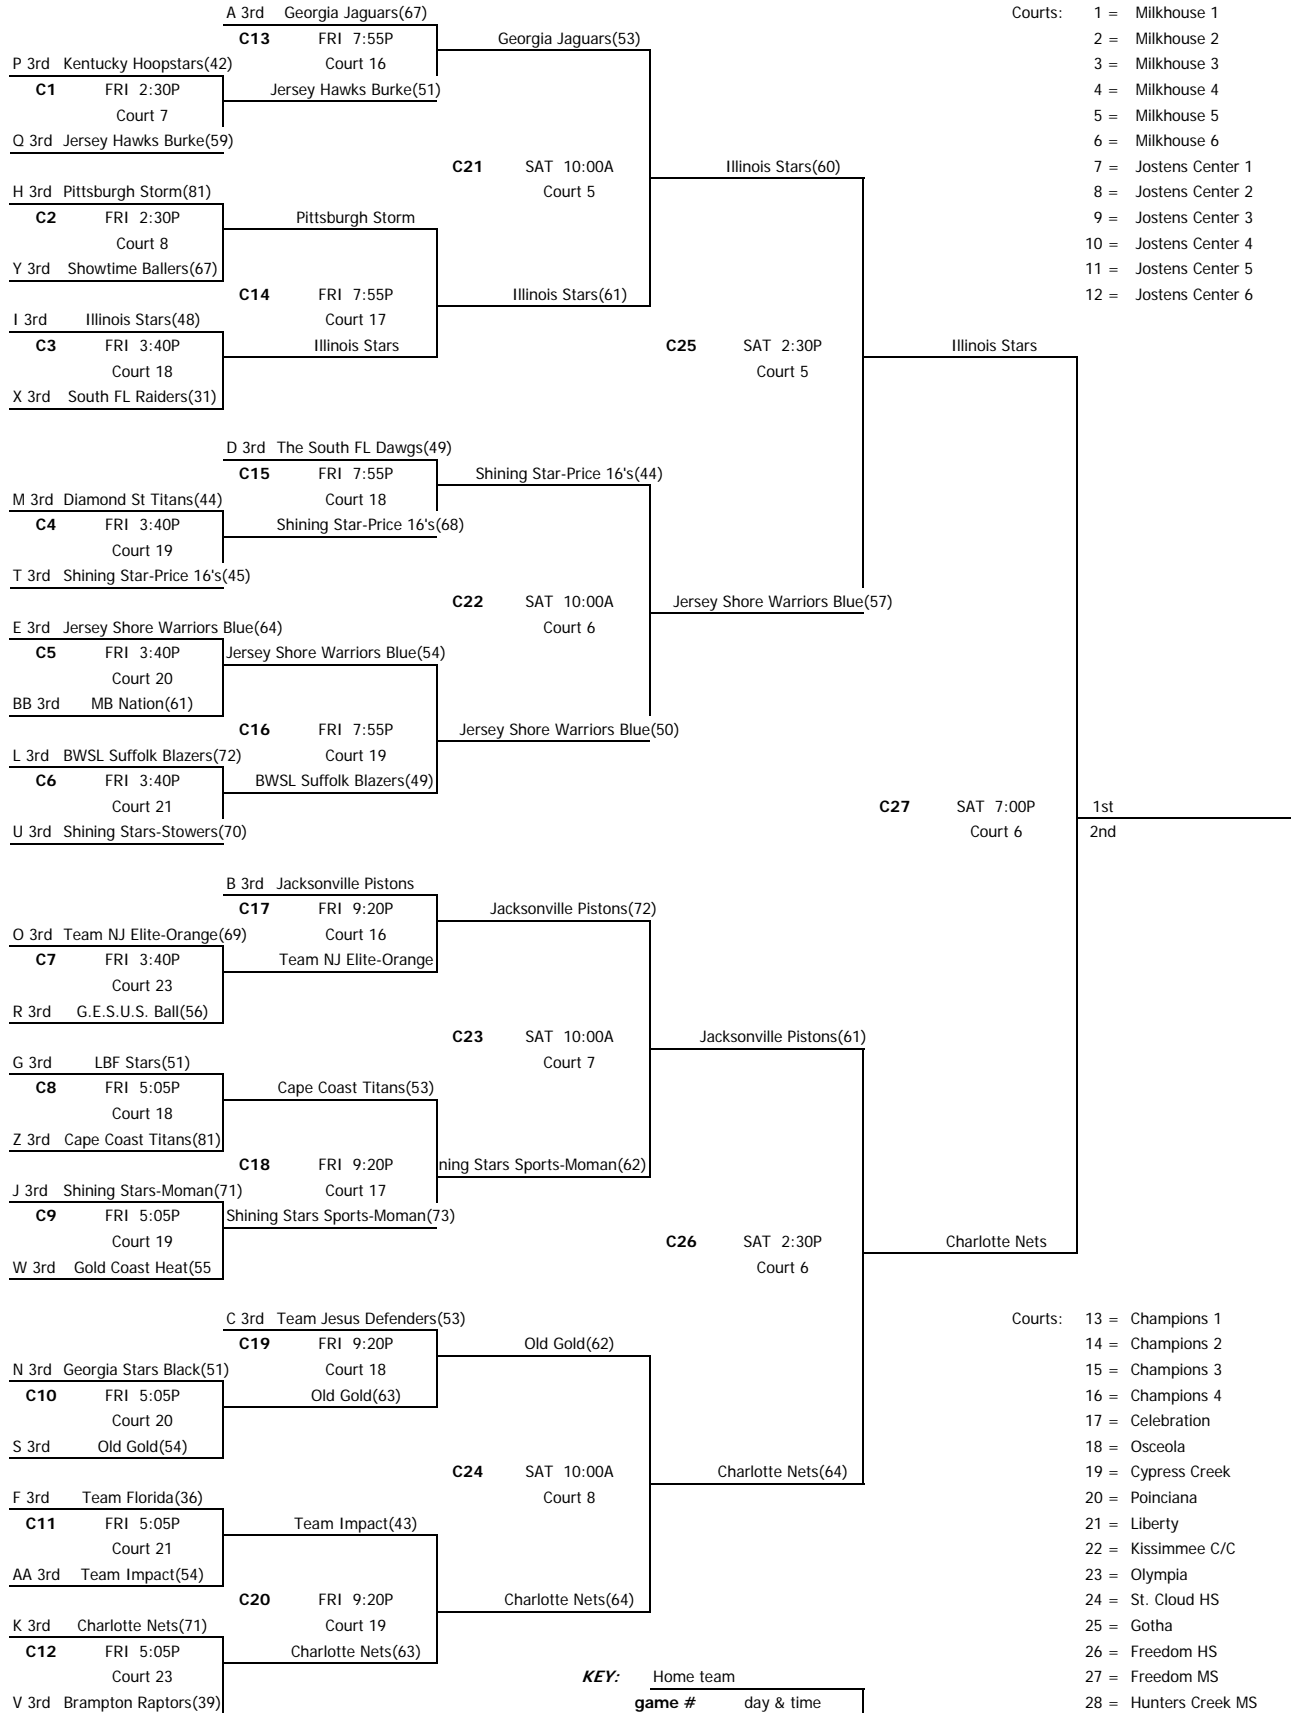 A 3rd Georgia Jaguars(67) Courts: 1 = Milkhouse 1
C13 FRI 7:55P Georgia Jaguars(53) 2 = Milkhouse 2
P 3rd Kentucky Hoopstars(42) Court 16 3 = Milkhouse 3
C1 FRI 2:30P Jersey Hawks Burke(51) 4 = Milkhouse 4
Court 7 5 = Milkhouse 5
Q 3rd Jersey Hawks Burke(59) 6 = Milkhouse 6
C21 SAT 10:00A Illinois Stars(60) 7 = Jostens Center 1
H 3rd Pittsburgh Storm(81) Court 5 8 = Jostens Center 2
C2 FRI 2:30P Pittsburgh Storm 9 = Jostens Center 3
Court 8 10 = Jostens Center 4
Y 3rd Showtime Ballers(67) 11 = Jostens Center 5
C14 FRI 7:55P Illinois Stars(61) 12 = Jostens Center 6
I 3rd Illinois Stars(48) Court 17
C3 FRI 3:40P Illinois Stars C25 SAT 2:30P Illinois Stars
Court 18 Court 5
X 3rd South FL Raiders(31)
D 3rd The South FL Dawgs(49)
C15 FRI 7:55P Shining Star-Price 16's(44)
M 3rd Diamond St Titans(44) Court 18
C4 FRI 3:40P Shining Star-Price 16's(68)
Court 19
T 3rd Shining Star-Price 16's(45)
C22 SAT 10:00A Jersey Shore Warriors Blue(57)
E 3rd Jersey Shore Warriors Blue(64) Court 6
C5 FRI 3:40P Jersey Shore Warriors Blue(54)
Court 20
BB 3rd MB Nation(61)
C16 FRI 7:55P Jersey Shore Warriors Blue(50)
L 3rd BWSL Suffolk Blazers(72) Court 19
C6 FRI 3:40P BWSL Suffolk Blazers(49)
Court 21 C27 SAT 7:00P 1st
U 3rd Shining Stars-Stowers(70) Court 6 2nd
B 3rd Jacksonville Pistons
C17 FRI 9:20P Jacksonville Pistons(72)
O 3rd Team NJ Elite-Orange(69) Court 16
C7 FRI 3:40P Team NJ Elite-Orange
Court 23
R 3rd G.E.S.U.S. Ball(56)
C23 SAT 10:00A Jacksonville Pistons(61)
G 3rd LBF Stars(51) Court 7
C8 FRI 5:05P Cape Coast Titans(53)
Court 18
Z 3rd Cape Coast Titans(81)
C18 FRI 9:20P ning Stars Sports-Moman(62)
J 3rd Shining Stars-Moman(71) Court 17
C9 FRI 5:05P Shining Stars Sports-Moman(73)
Court 19 C26 SAT 2:30P Charlotte Nets
W 3rd Gold Coast Heat(55 Court 6
C 3rd Team Jesus Defenders(53) Courts: 13 = Champions 1
C19 FRI 9:20P Old Gold(62) 14 = Champions 2
N 3rd Georgia Stars Black(51) Court 18 15 = Champions 3
C10 FRI 5:05P Old Gold(63) 16 = Champions 4
Court 20 17 = Celebration
S 3rd Old Gold(54) 18 = Osceola
C24 SAT 10:00A Charlotte Nets(64) 19 = Cypress Creek
F 3rd Team Florida(36) Court 8 20 = Poinciana
C11 FRI 5:05P Team Impact(43) 21 = Liberty
Court 21 22 = Kissimmee C/C
AA 3rd Team Impact(54) 23 = Olympia
C20 FRI 9:20P Charlotte Nets(64) 24 = St. Cloud HS
K 3rd Charlotte Nets(71) Court 19 25 = Gotha
C12 FRI 5:05P Charlotte Nets(63) 26 = Freedom HS
Court 23 KEY: Home team 27 = Freedom MS
V 3rd Brampton Raptors(39) game # day & time 28 = Hunters Creek MS